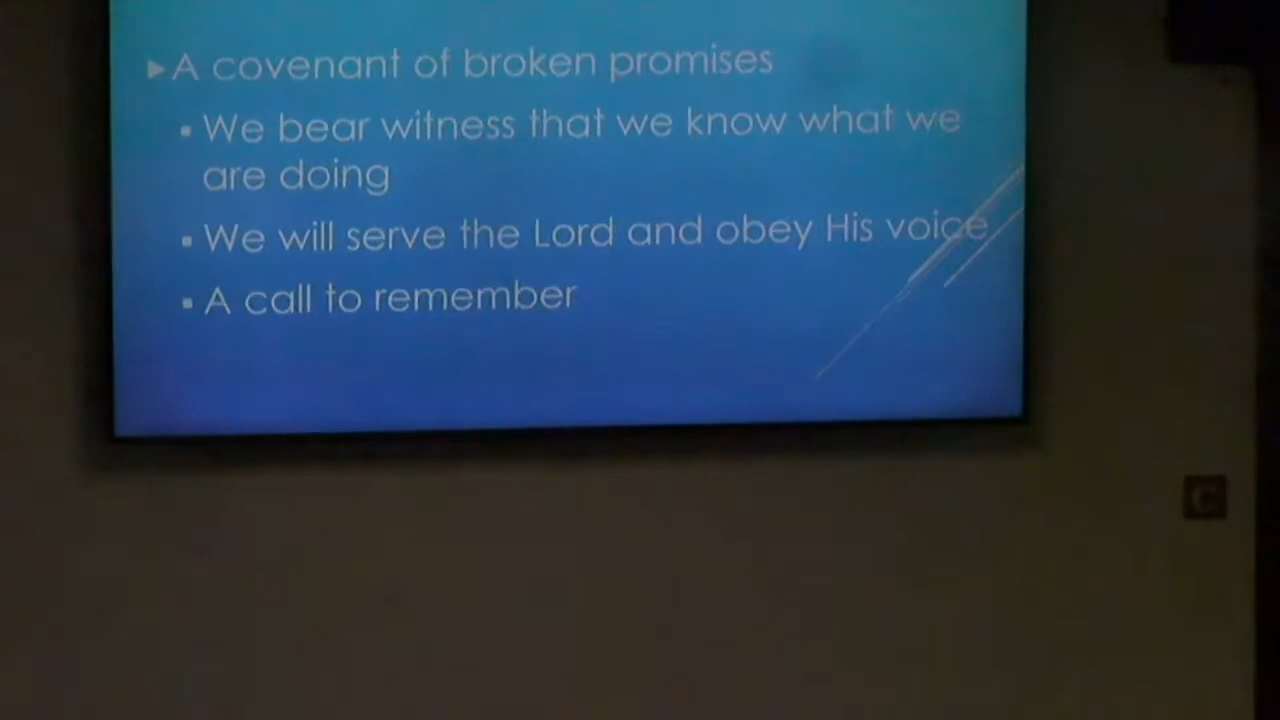 ▶A covenant of broken promises
▪ We bear witness that we know what we
are doing
▪ We will serve the Lord and obey His voice
▪ A call to remember
C